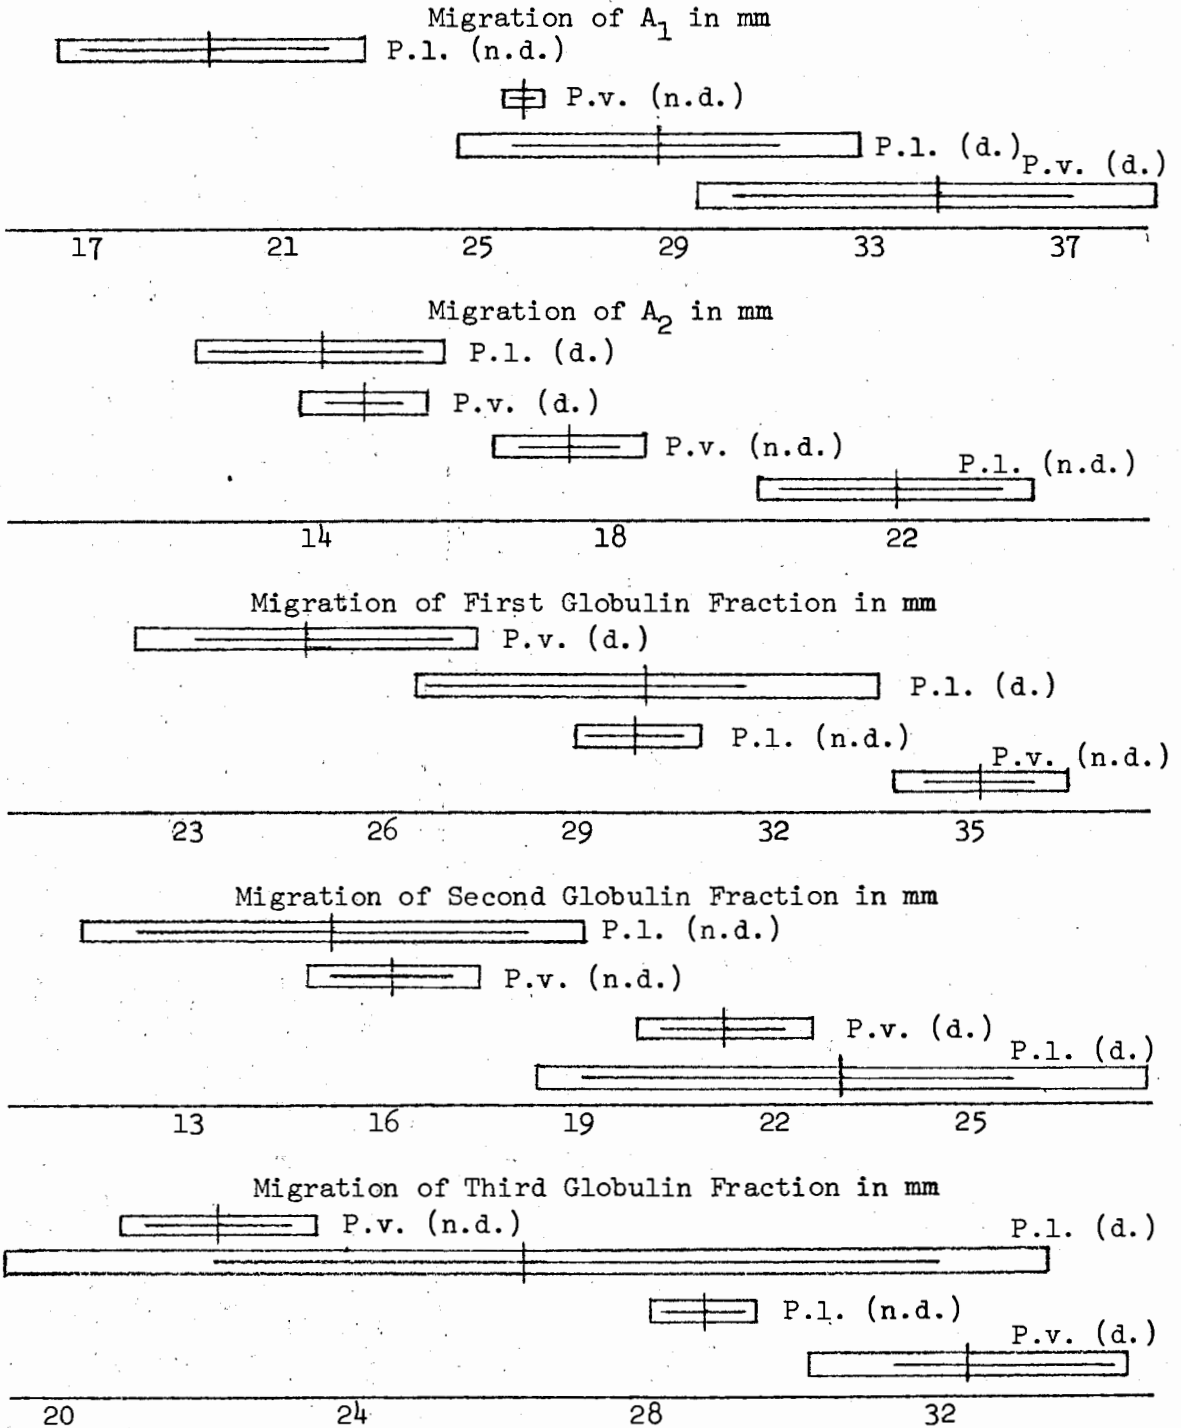 Migration of A1 in mm
P.l. (n.d.)
P.v. (n.d.)
P.l. (d.)
P.v. (d.)
17 21 25 29 33 37
Migration of A2 in mm
P.l. (d.)
P.v. (d.)
P.v. (n.d.)
P.l. (n.d.)
14 18 22
Migration of First Globulin Fraction in mm
P.v. (d.)
P.l. (d.)
P.l. (n.d.)
P.v. (n.d.)
23 26 29 32 35
Migration of Second Globulin Fraction in mm
P.l. (n.d.)
P.v. (n.d.)
P.v. (d.)
P.l. (d.)
13 16 19 22 25
Migration of Third Globulin Fraction in mm
P.v. (n.d.)
P.l. (d.)
P.l. (n.d.)
P.v. (d.)
20 24 28 32